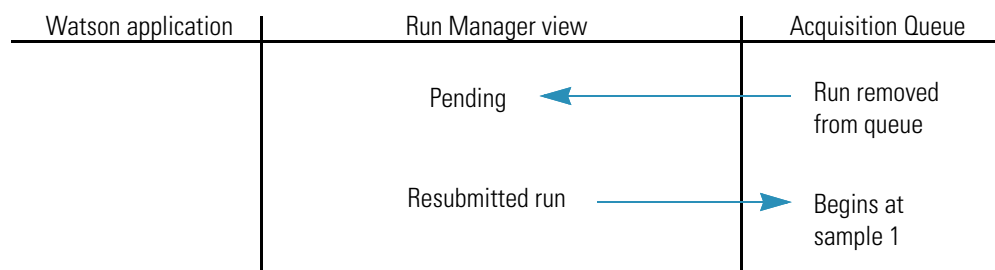 Watson application
Run Manager view
Acquisition Queue
Pending
Run removed
from queue
Resubmitted run
Begins at
sample 1